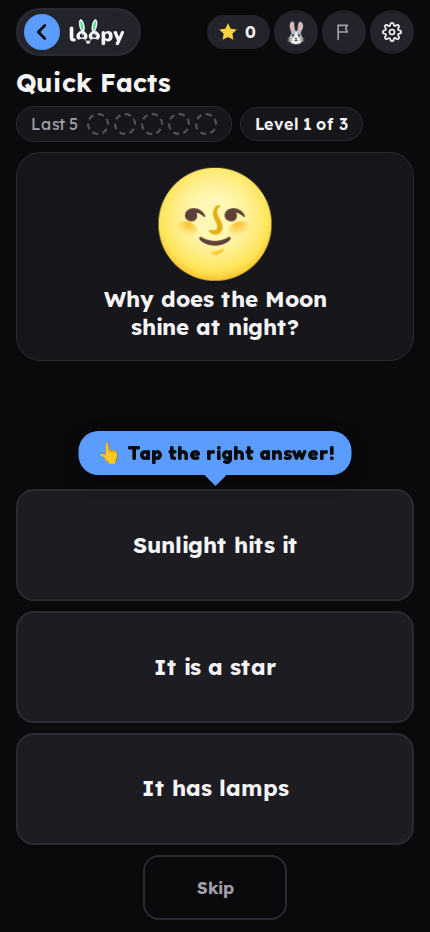 loopy
0
Quick Facts
Last 5
Level 1 of 3
Why does the Moon
shine at night?
Tap the right answer!
Sunlight hits it
It is a star
It has lamps
Skip